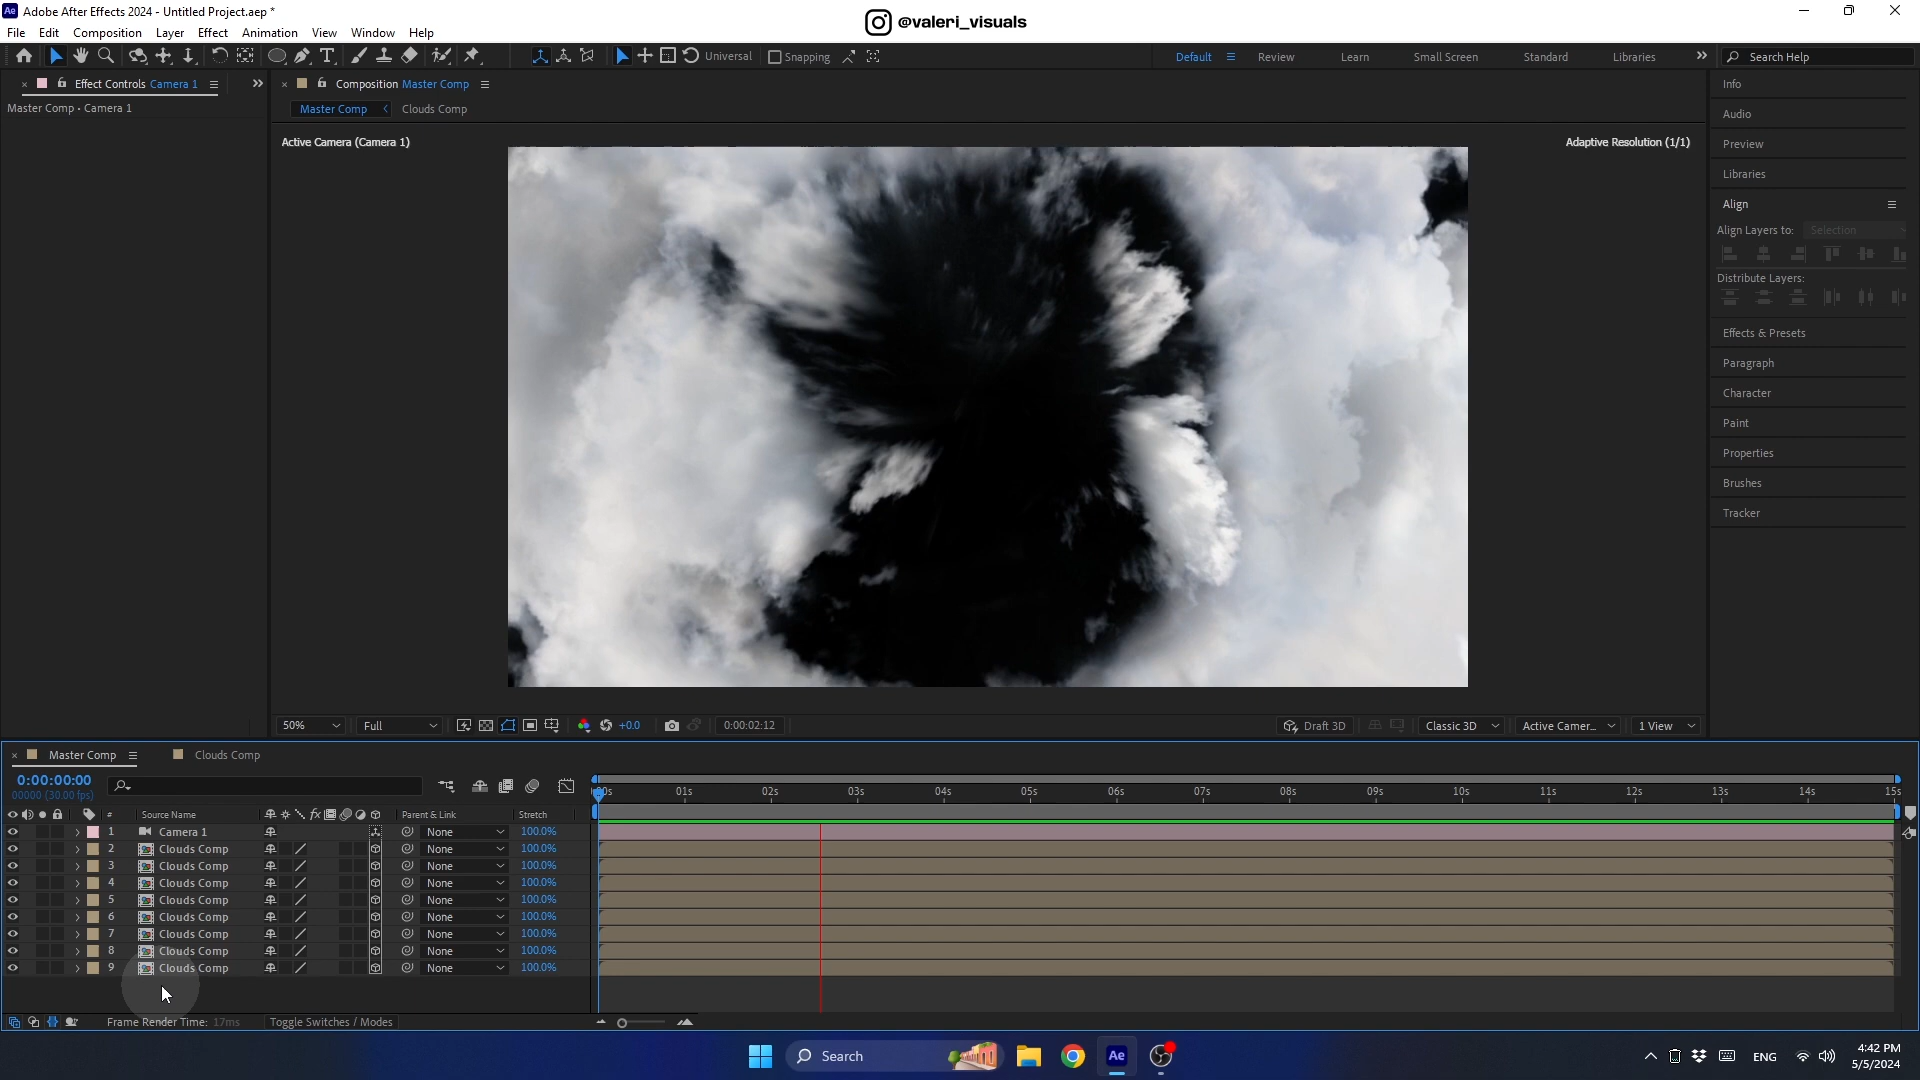 Adobe After Effects 2024 - Untitled Project.aep *
@valeri_visuals
File Edit Composition Layer Effect Animation View Window Help
Universal Snapping Default Review Learn Small Screen Standard Libraries Search Help
Effect Controls Camera 1
Master Comp • Camera 1
Composition Master Comp
Master Comp Clouds Comp
Active Camera (Camera 1)
Adaptive Resolution (1/1)
Info
Audio
Preview
Libraries
Align
Align Layers to: Selection
Distribute Layers:
Effects & Presets
Paragraph
Character
Paint
Properties
Brushes
Tracker
50% Full +0.0 0:00:02:12 Draft 3D Classic 3D Active Camer... 1 View
Master Comp Clouds Comp
0:00:00:00
00000 (30.00 fps)
00s 01s 02s 03s 04s 05s 06s 07s 08s 09s 10s 11s 12s 13s 14s 15s
# Source Name fx Parent & Link Stretch
1 Camera 1 None 100.0%
2 Clouds Comp None 100.0%
3 Clouds Comp None 100.0%
4 Clouds Comp None 100.0%
5 Clouds Comp None 100.0%
6 Clouds Comp None 100.0%
7 Clouds Comp None 100.0%
8 Clouds Comp None 100.0%
9 Clouds Comp None 100.0%
Frame Render Time: 17ms Toggle Switches / Modes
Search Ae ENG 4:42 PM
5/5/2024